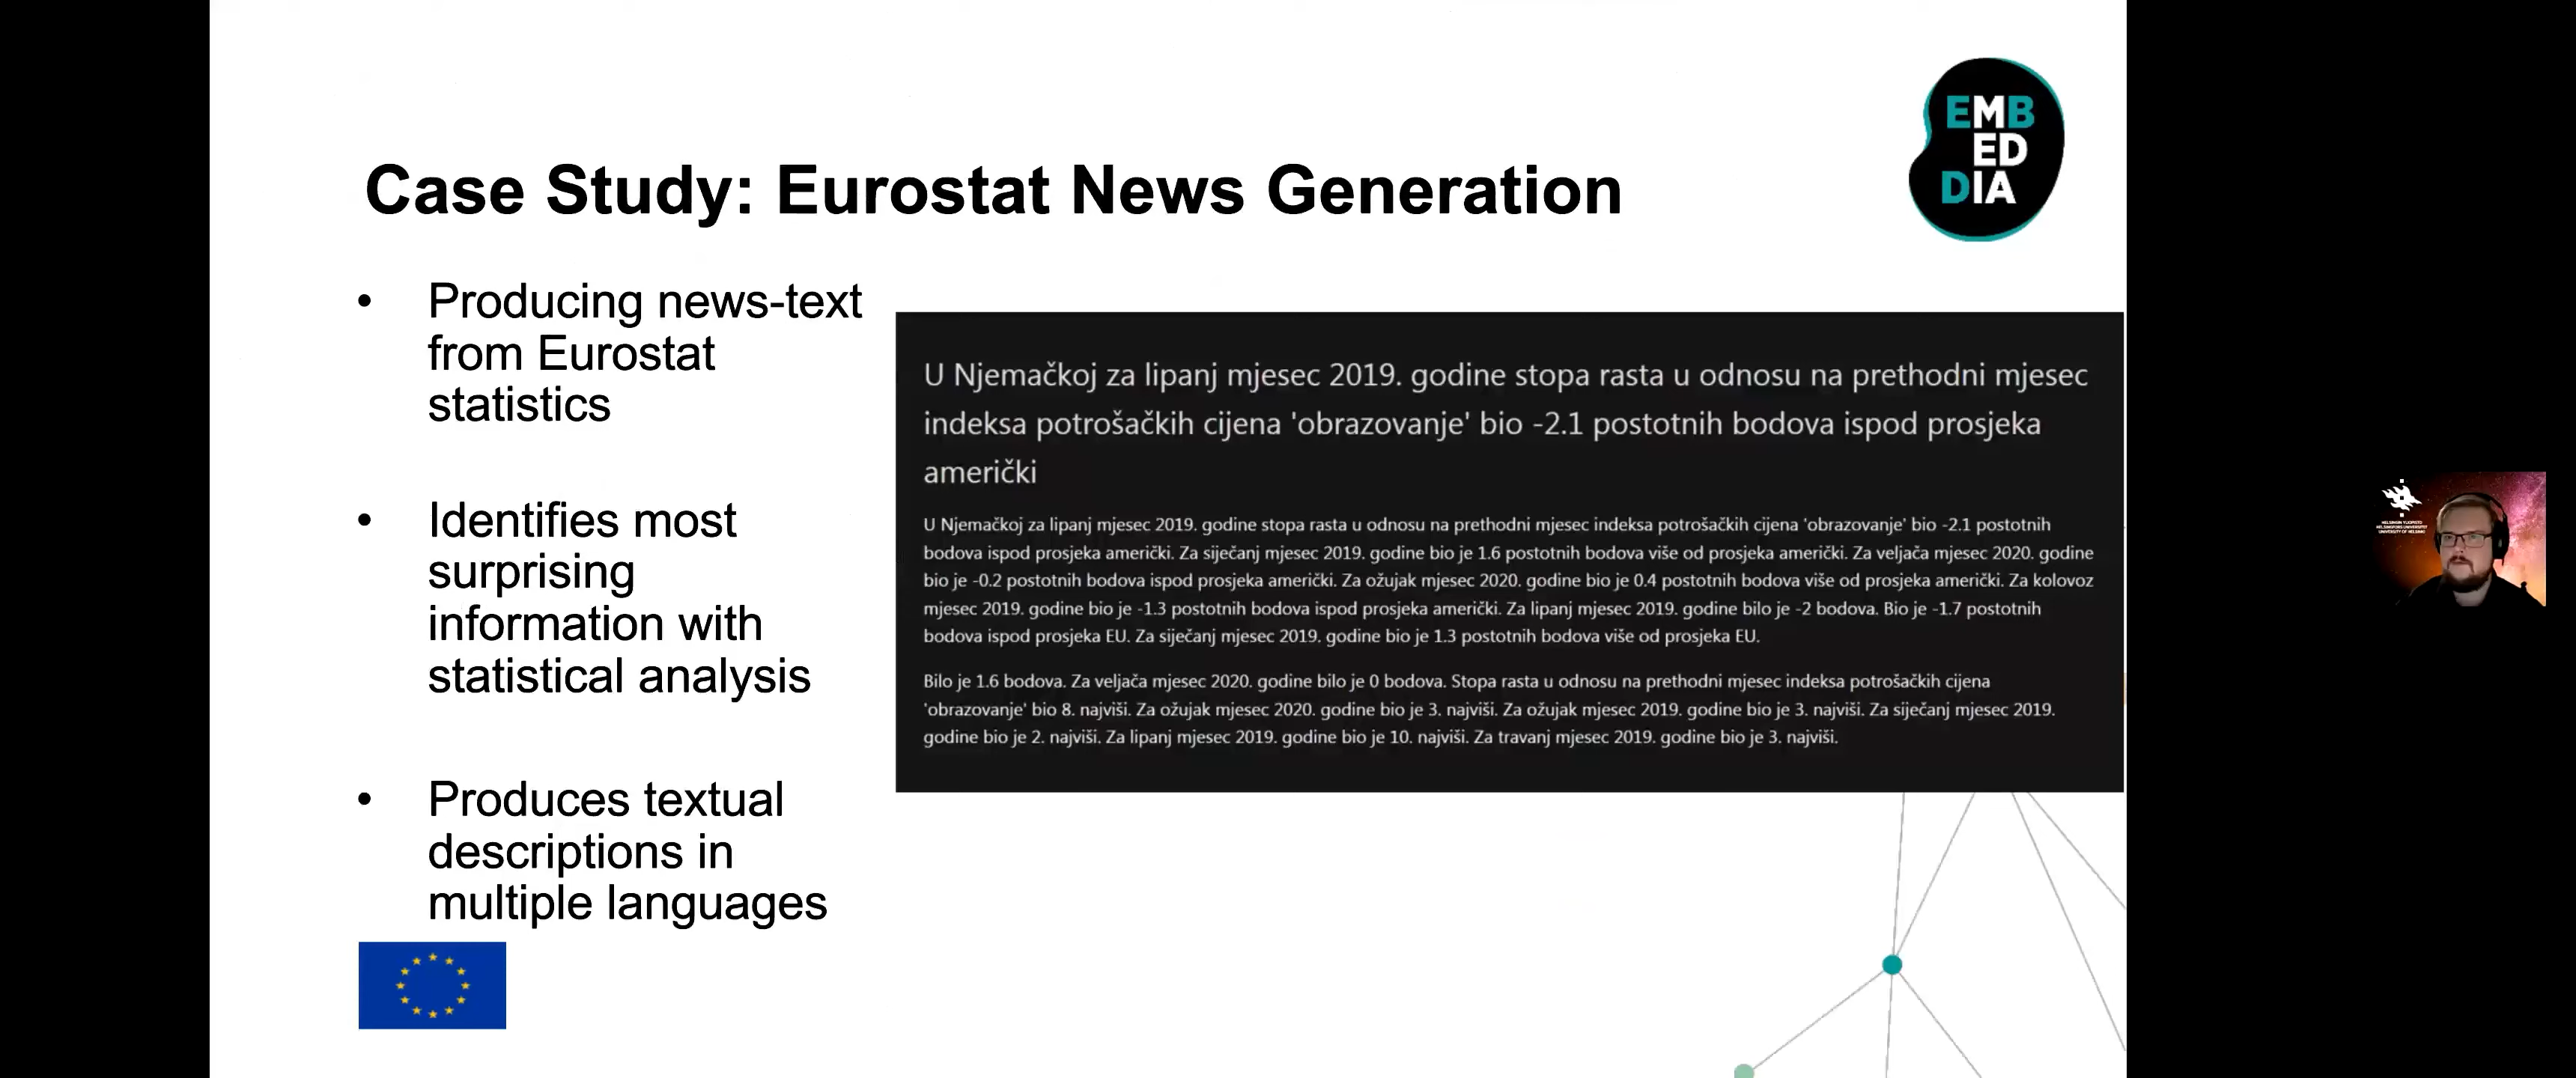 EMB
ED
DIA
Case Study: Eurostat News Generation
• Producing news-text
from Eurostat
statistics
• Identifies most
surprising
information with
statistical analysis
• Produces textual
descriptions in
multiple languages
U Njemačkoj za lipanj mjesec 2019. godine stopa rasta u odnosu na prethodni mjesec
indeksa potrošačkih cijena 'obrazovanje' bio -2.1 postotnih bodova ispod prosjeka
američki
U Njemačkoj za lipanj mjesec 2019. godine stopa rasta u odnosu na prethodni mjesec indeksa potrošačkih cijena 'obrazovanje' bio -2.1 postotnih
bodova ispod prosjeka američki. Za siječanj mjesec 2019. godine bio je 1.6 postotnih bodova više od prosjeka američki. Za veljača mjesec 2020. godine
bio je -0.2 postotnih bodova ispod prosjeka američki. Za ožujak mjesec 2020. godine bio je 0.4 postotnih bodova više od prosjeka američki. Za kolovoz
mjesec 2019. godine bio je -1.3 postotnih bodova ispod prosjeka američki. Za lipanj mjesec 2019. godine bilo je -2 bodova. Bio je -1.7 postotnih
bodova ispod prosjeka EU. Za siječanj mjesec 2019. godine bio je 1.3 postotnih bodova više od prosjeka EU.
Bilo je 1.6 bodova. Za veljača mjesec 2020. godine bilo je 0 bodova. Stopa rasta u odnosu na prethodni mjesec indeksa potrošačkih cijena
'obrazovanje' bio 8. najviši. Za ožujak mjesec 2020. godine bio je 3. najviši. Za ožujak mjesec 2019. godine bio je 3. najviši. Za siječanj mjesec 2019.
godine bio je 2. najviši. Za lipanj mjesec 2019. godine bio je 10. najviši. Za travanj mjesec 2019. godine bio je 3. najviši.
HELSINGIN YLIOPISTO
HELSINGFORS UNIVERSITET
UNIVERSITY OF HELSINKI